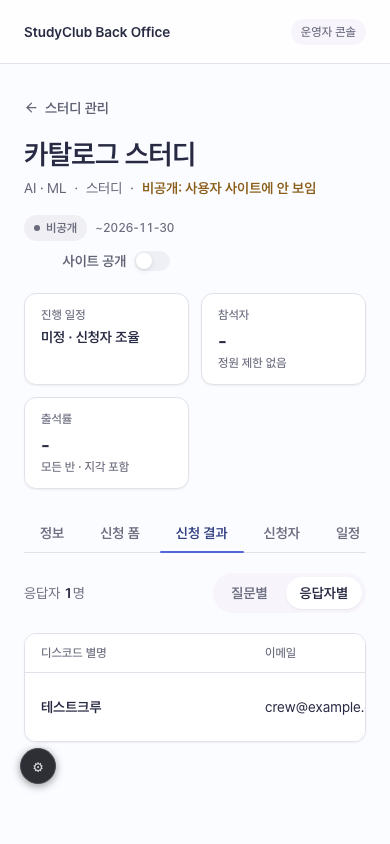 StudyClub Back Office
운영자 콘솔
← 스터디 관리
카탈로그 스터디
AI · ML · 스터디 · 비공개: 사용자 사이트에 안 보임
비공개 ~2026-11-30
사이트 공개
진행 일정
미정 · 신청자 조율
참석자
-
정원 제한 없음
출석률
-
모든 반 · 지각 포함
정보 신청 폼 신청 결과 신청자 일정
응답자 1명
질문별 응답자별
디스코드 별명 이메일
테스트크루 crew@example.